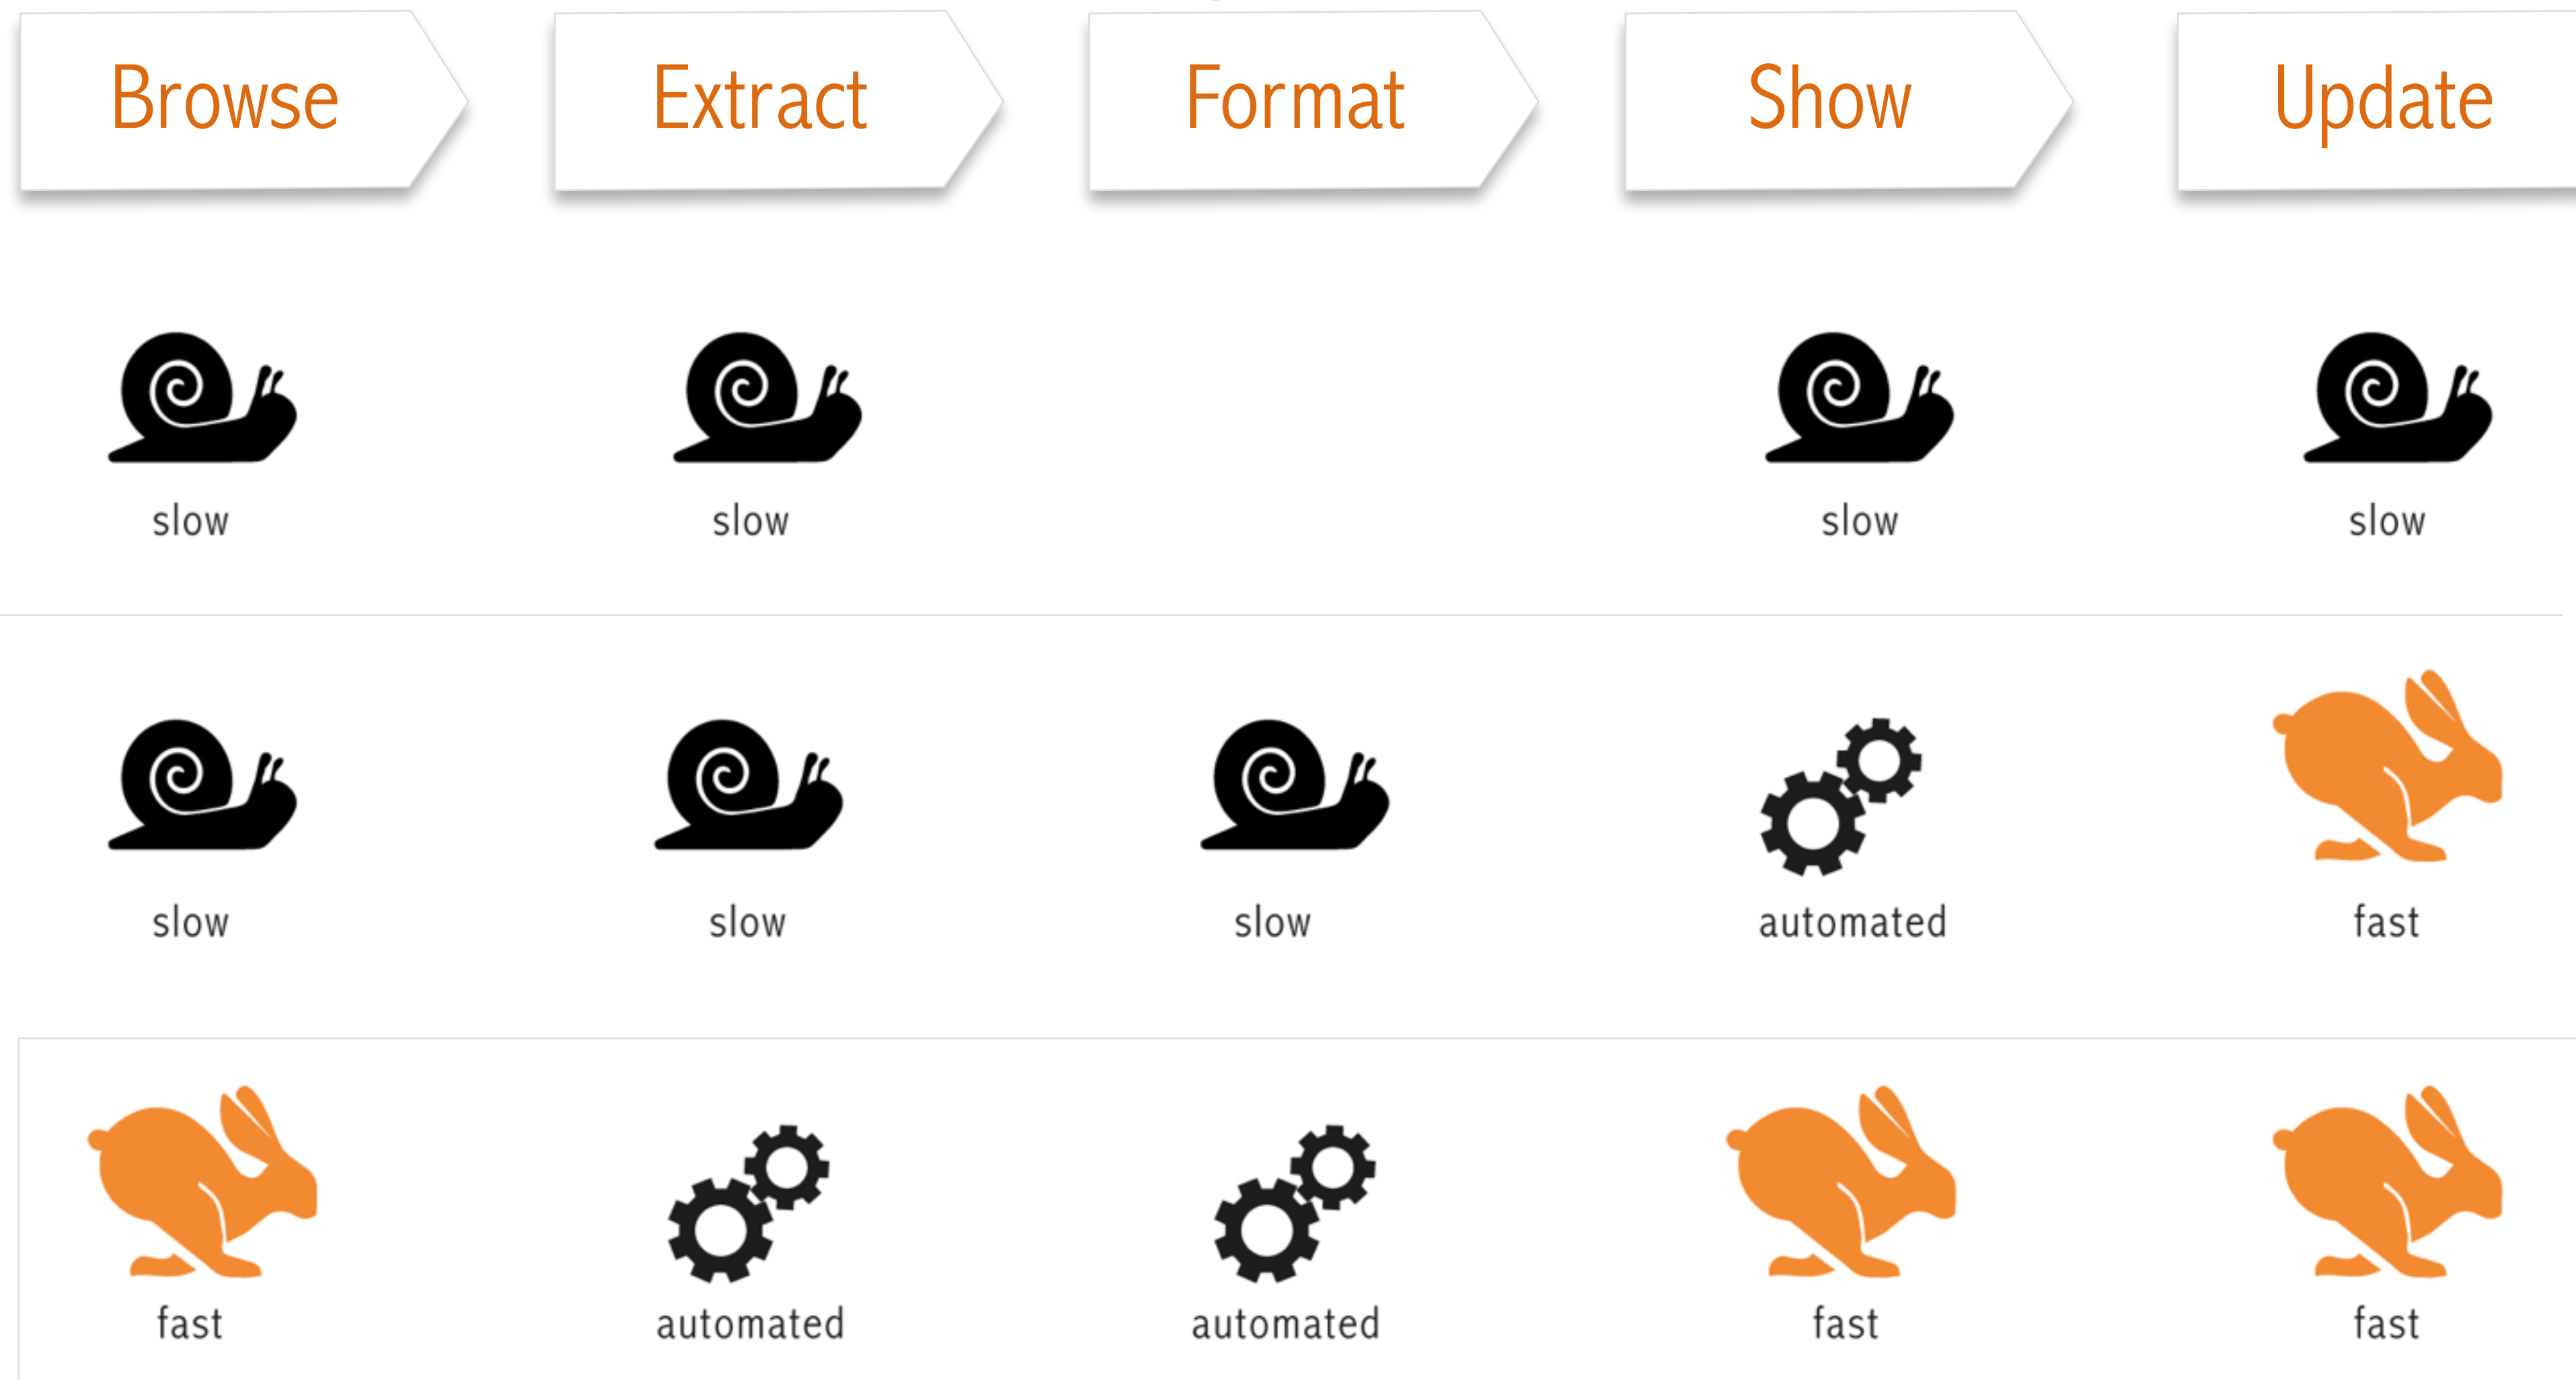 Browse Extract Format Show Update
slow slow slow slow
slow slow slow automated fast
fast automated automated fast fast